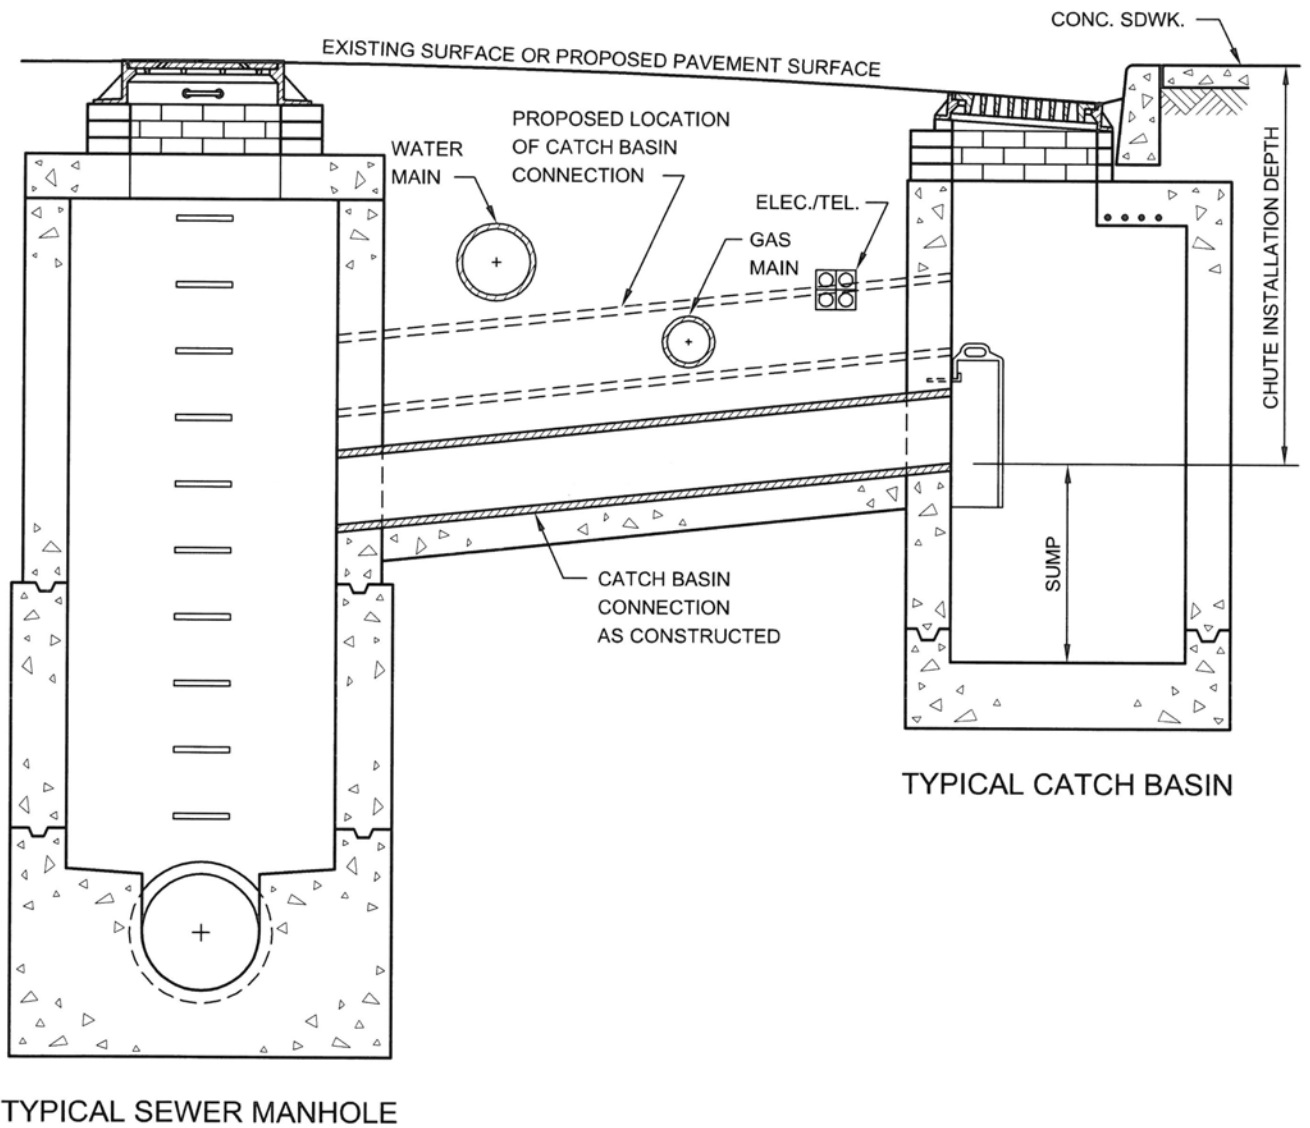 CONC. SDWK.
EXISTING SURFACE OR PROPOSED PAVEMENT SURFACE
PROPOSED LOCATION
OF CATCH BASIN
CONNECTION
WATER
MAIN
ELEC./TEL.
GAS
MAIN
CHUTE INSTALLATION DEPTH
SUMP
CATCH BASIN
CONNECTION
AS CONSTRUCTED
TYPICAL CATCH BASIN
TYPICAL SEWER MANHOLE